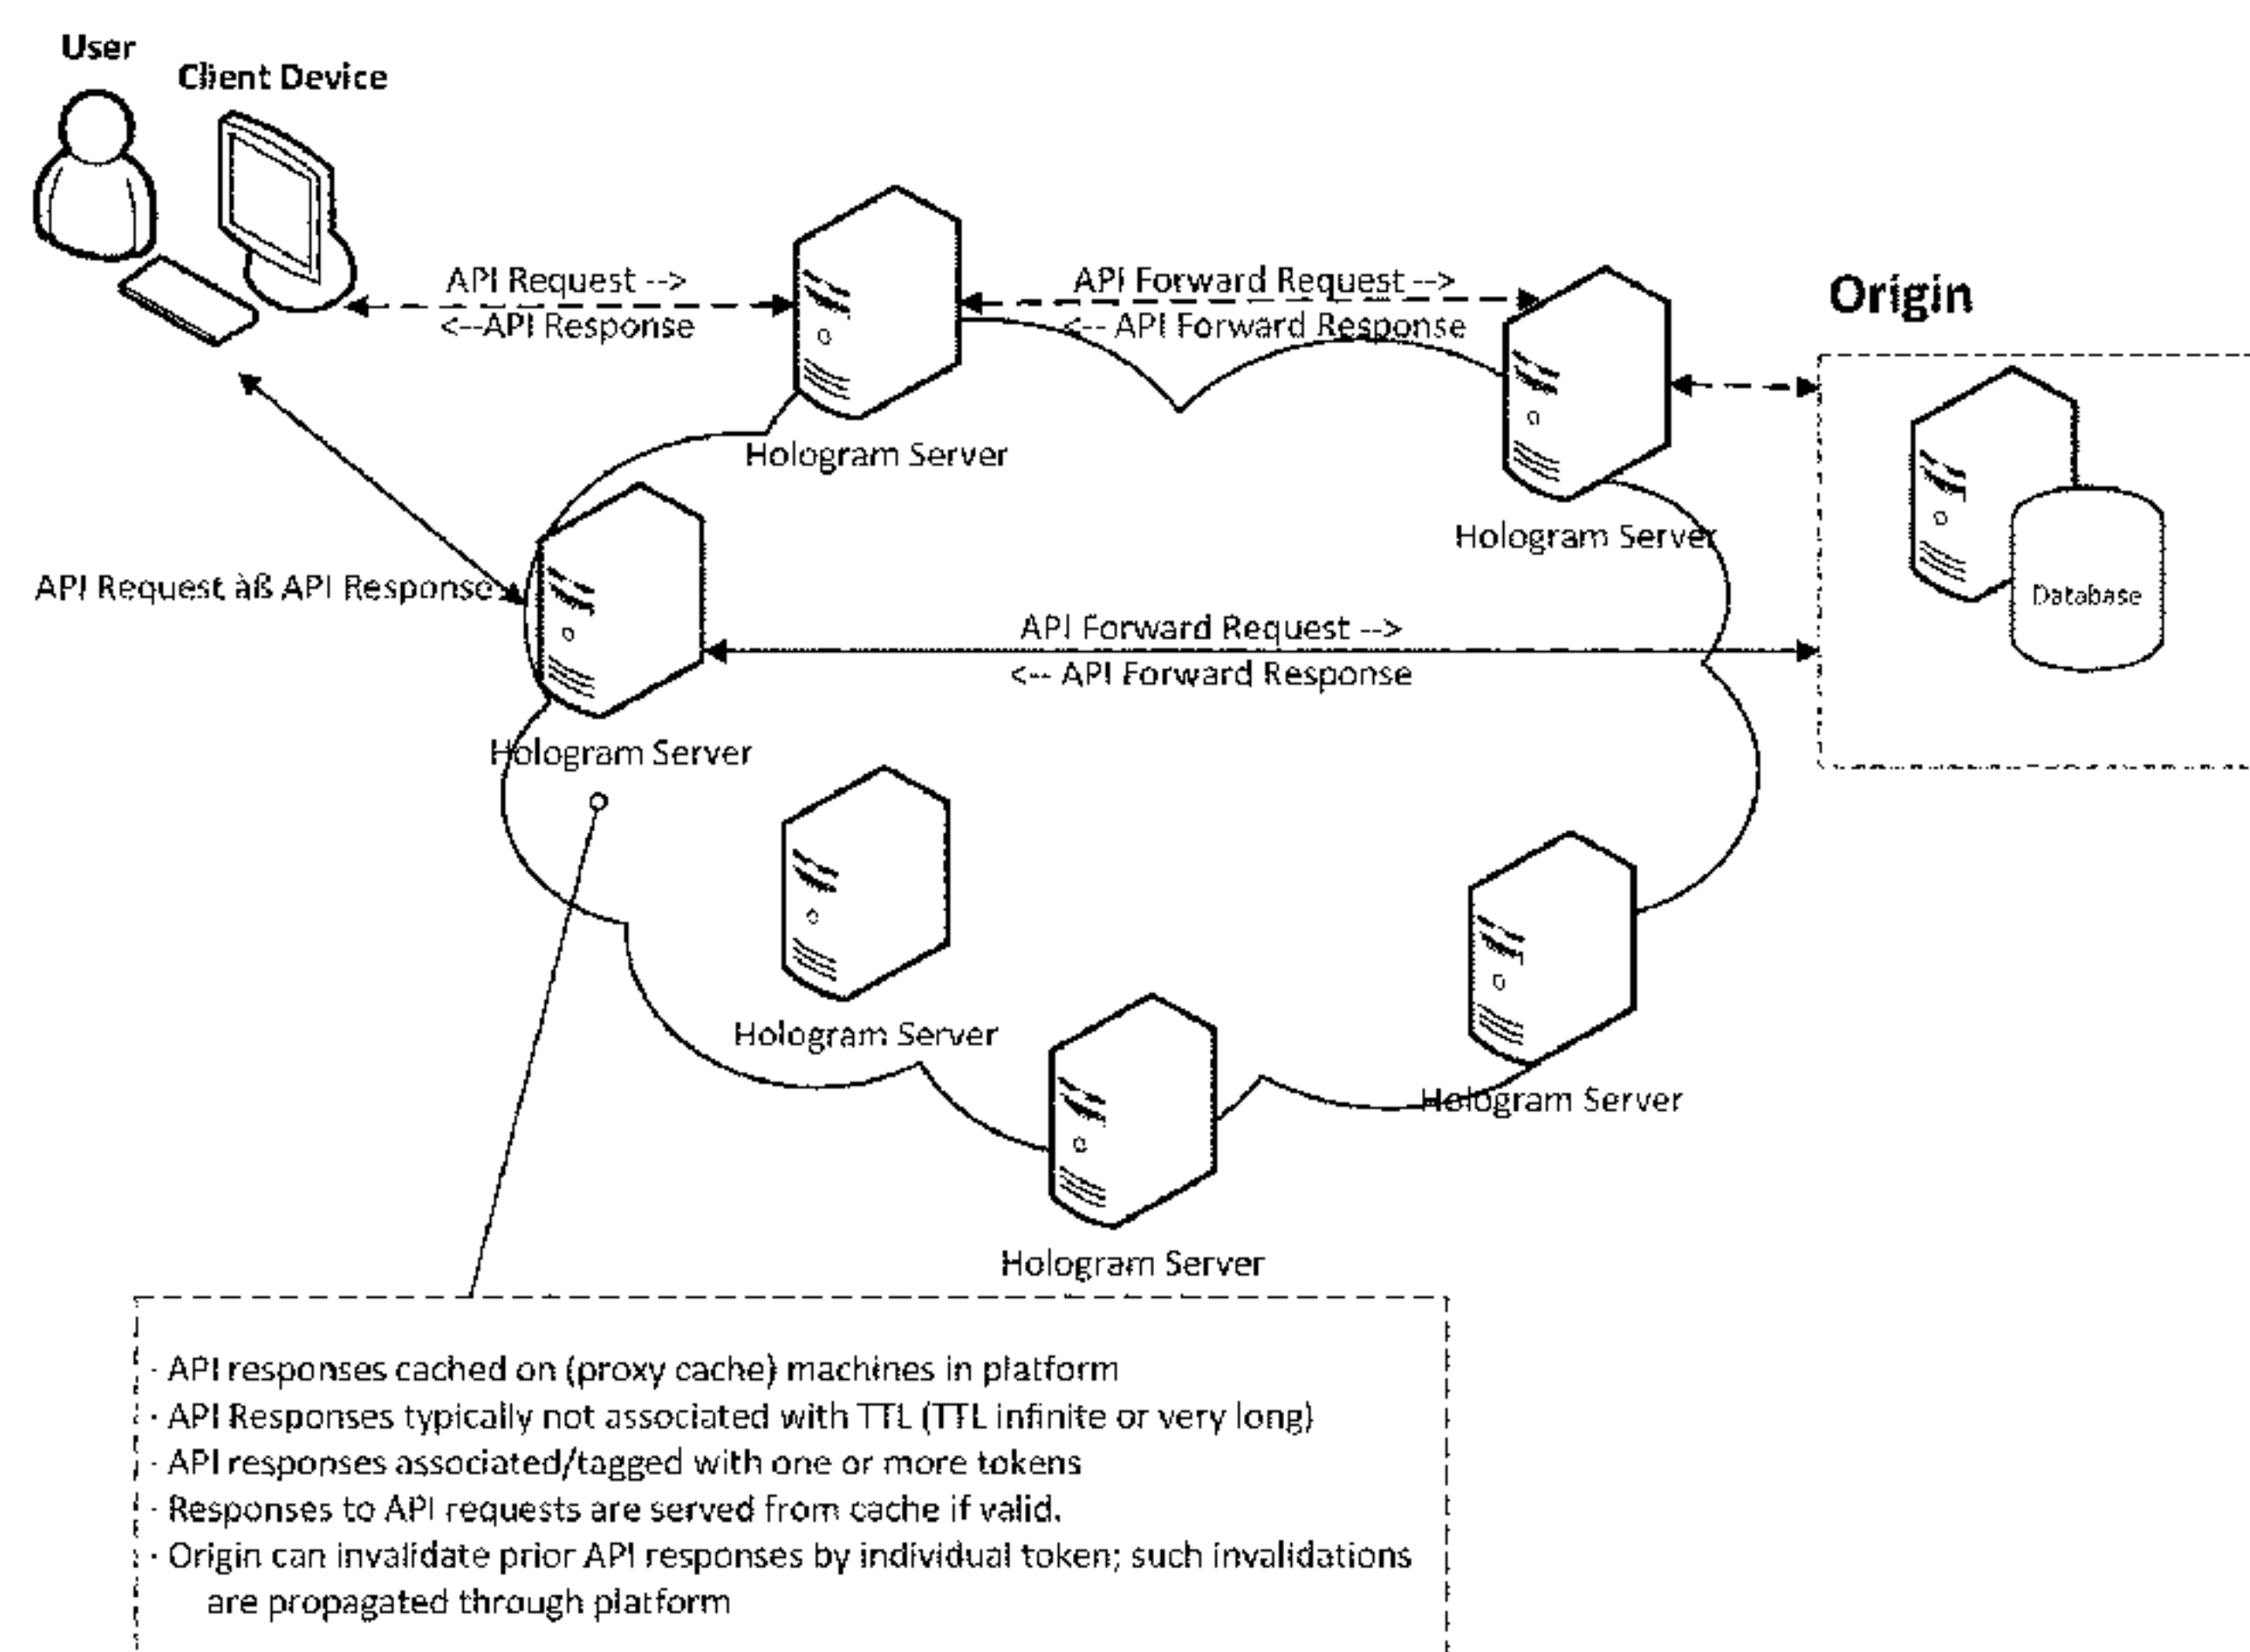 User
Client Device
API Request -->
<--API Response
API Forward Request -->
<-- API Forward Response
Origin
Hologram Server
Hologram Server
Database
API Request àß API Response
API Forward Request -->
<-- API Forward Response
Hologram Server
Hologram Server
Hologram Server
Hologram Server
· API responses cached on (proxy cache) machines in platform
· API Responses typically not associated with TTL (TTL infinite or very long)
· API responses associated/tagged with one or more tokens
· Responses to API requests are served from cache if valid.
· Origin can invalidate prior API responses by individual token; such invalidations
are propagated through platform